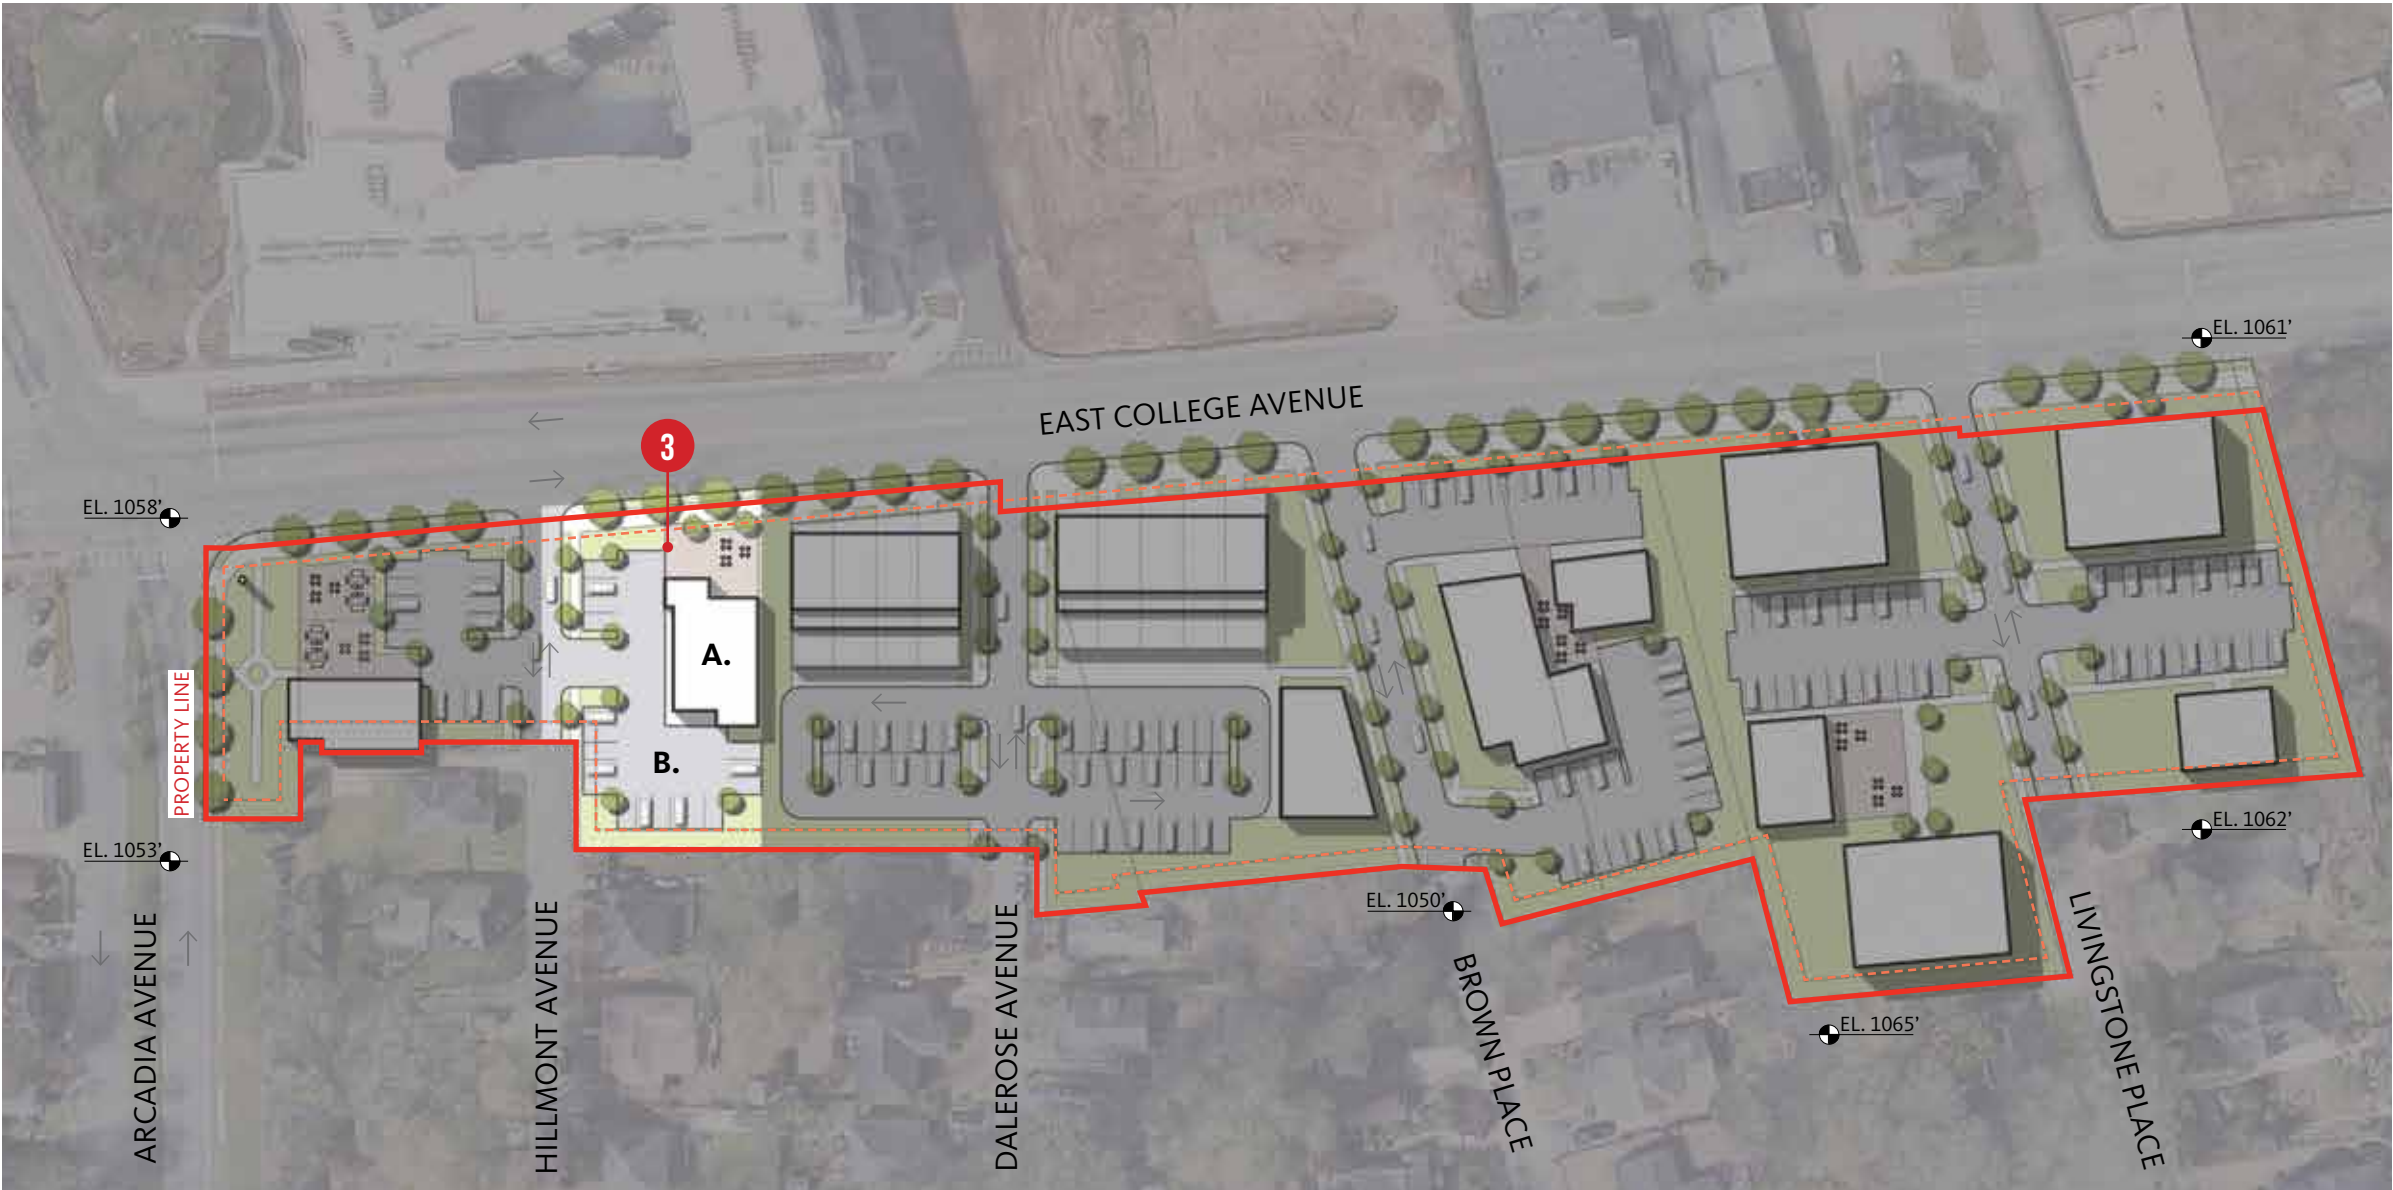 EL. 1061'
EAST COLLEGE AVENUE
3
EL. 1058'
A.
PROPERTY LINE
B.
EL. 1062'
EL. 1053'
EL. 1050'
ARCADIA AVENUE
HILLMONT AVENUE
DALEROSE AVENUE
BROWN PLACE
LIVINGSTONE PLACE
EL. 1065'